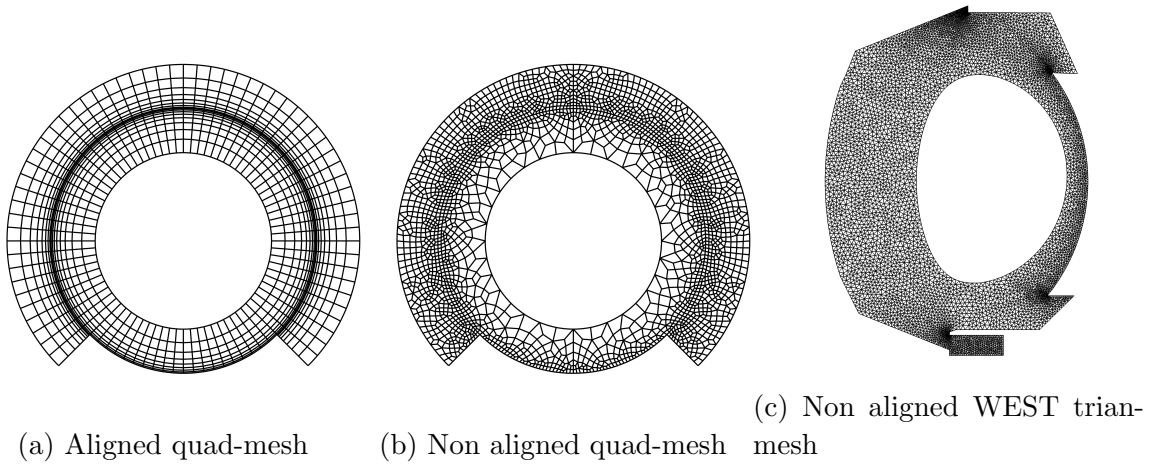 (a) Aligned quad-mesh
(b) Non aligned quad-mesh
(c) Non aligned WEST trian-
mesh